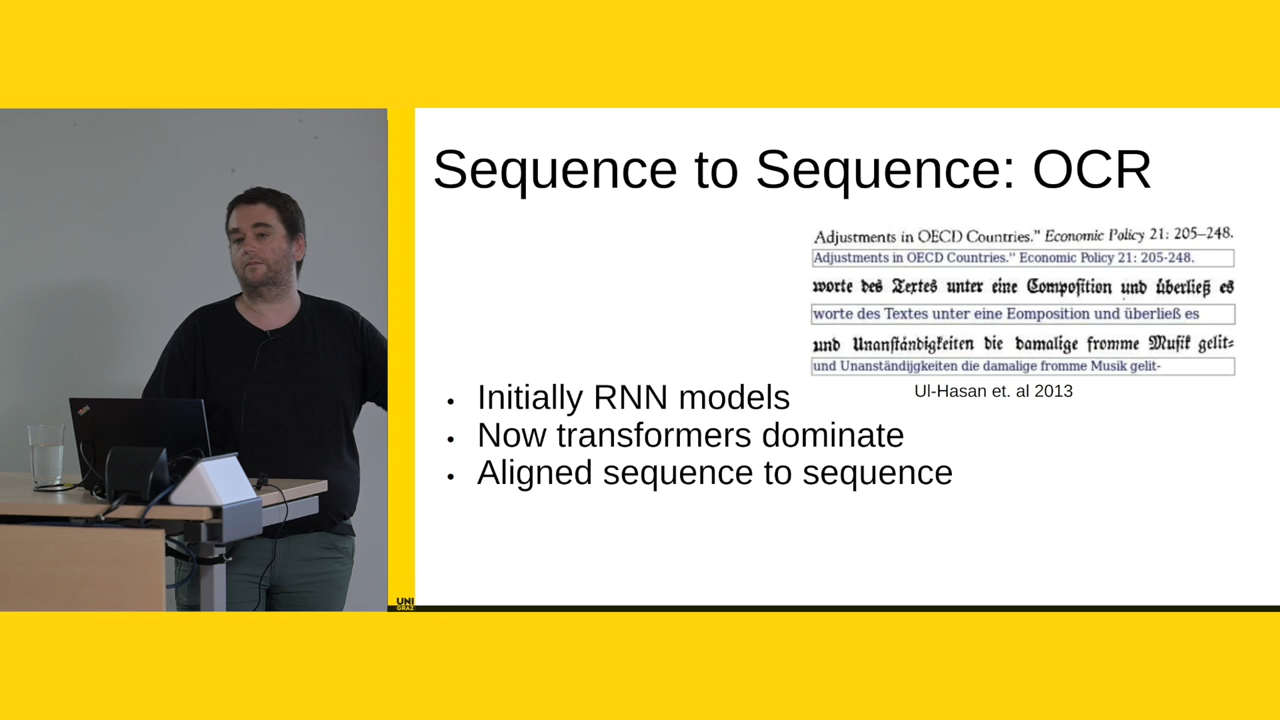 Sequence to Sequence: OCR
Adjustments in OECD Countries." Economic Policy 21: 205–248.
Adjustments in OECD Countries." Economic Policy 21: 205-248.
worte des Textes unter eine Compoſition und überließ es
worte des Textes unter eine Eomposition und überließ es
und Unanſtändigkeiten die damalige fromme Muſik gelit⸗
und Unanständijgkeiten die damalige fromme Musik gelit-
Ul-Hasan et. al 2013
• Initially RNN models
• Now transformers dominate
• Aligned sequence to sequence
UNI
GRAZ